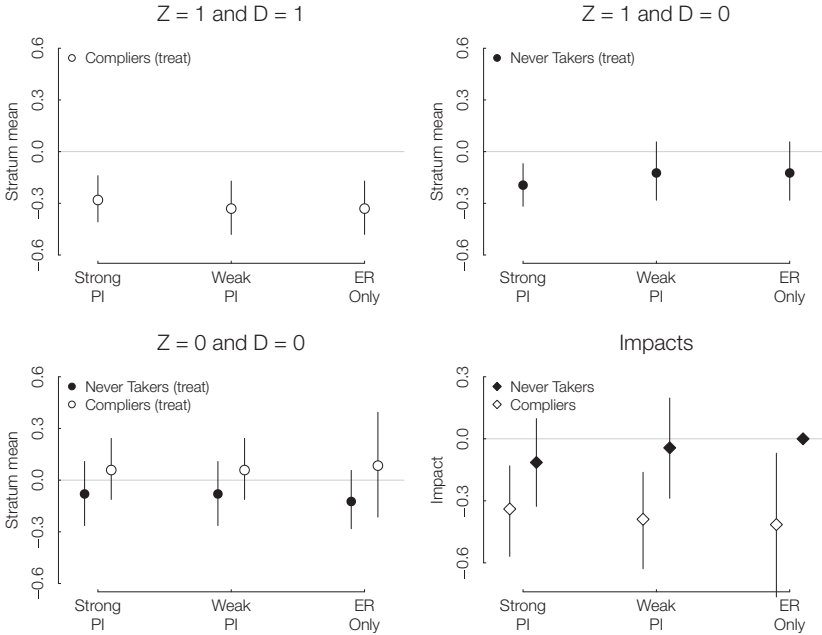 Z = 1 and D = 1
Stratum mean
0.6
0.3
0.0
−0.3
−0.6
Compliers (treat)
Strong PI
Weak PI
ER Only
Z = 1 and D = 0
Stratum mean
0.6
0.3
0.0
−0.3
−0.6
Never Takers (treat)
Strong PI
Weak PI
ER Only
Z = 0 and D = 0
Stratum mean
0.6
0.3
0.0
−0.3
−0.6
Never Takers (treat)
Compliers (treat)
Strong PI
Weak PI
ER Only
Impacts
Impact
0.3
0.0
−0.3
−0.6
Never Takers
Compliers
Strong PI
Weak PI
ER Only